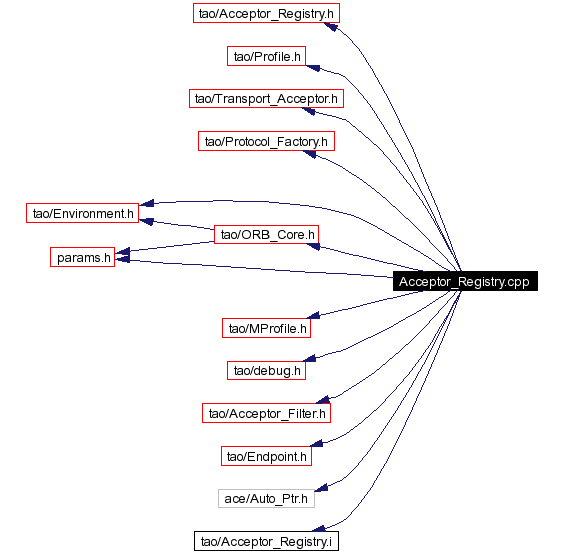 tao/Acceptor_Registry.h
tao/Profile.h
tao/Transport_Acceptor.h
tao/Protocol_Factory.h
tao/Environment.h
tao/ORB_Core.h
params.h
Acceptor_Registry.cpp
tao/MProfile.h
tao/debug.h
tao/Acceptor_Filter.h
tao/Endpoint.h
ace/Auto_Ptr.h
tao/Acceptor_Registry.i